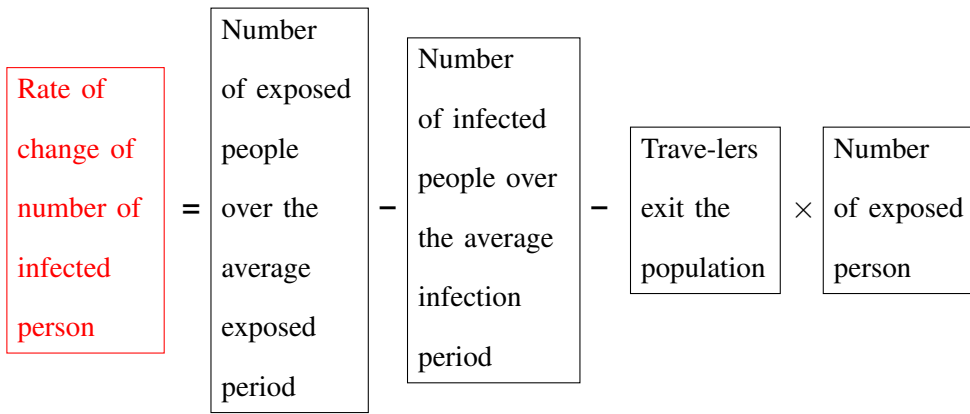 Rate of
change of
number of
infected
person
=
Number
of exposed
people
over the
average
exposed
period
−
Number
of infected
people over
the average
infection
period
−
Trave-lers
exit the
population
×
Number
of exposed
person